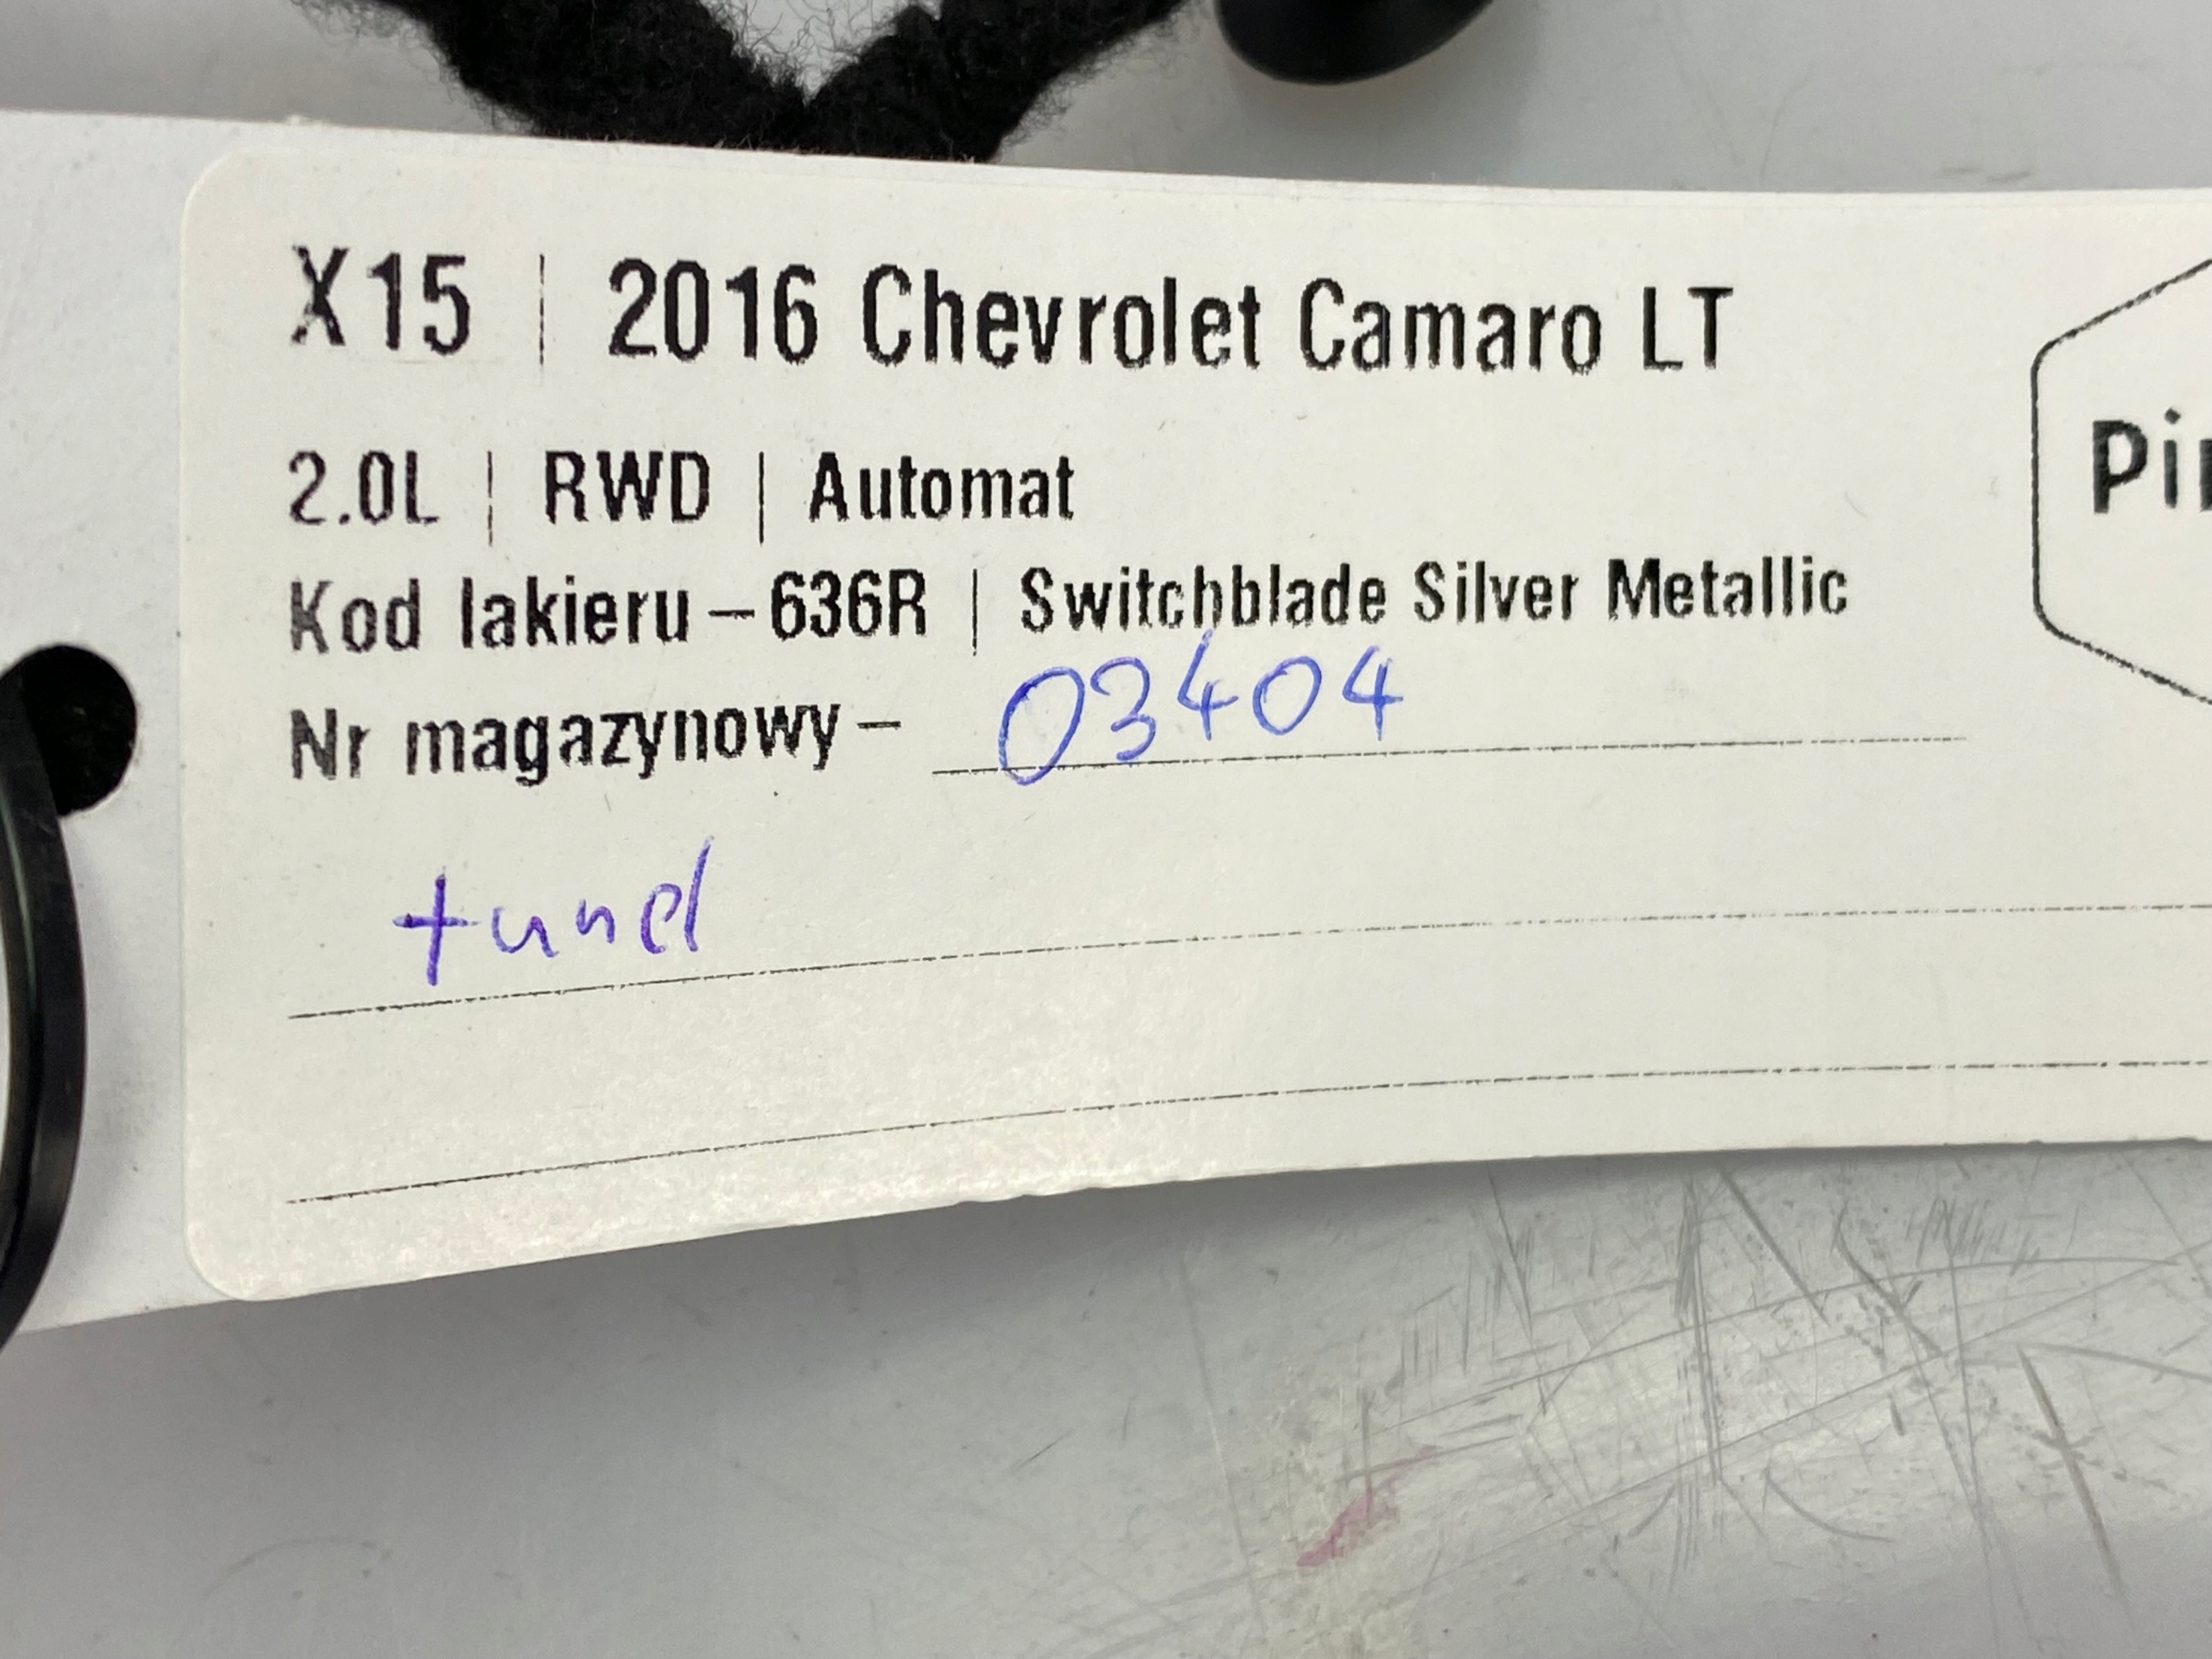 X15 | 2016 Chevrolet Camaro LT
2.0L | RWD | Automat
Kod lakieru – 636R | Switchblade Silver Metallic
Nr magazynowy – 03404
tunel